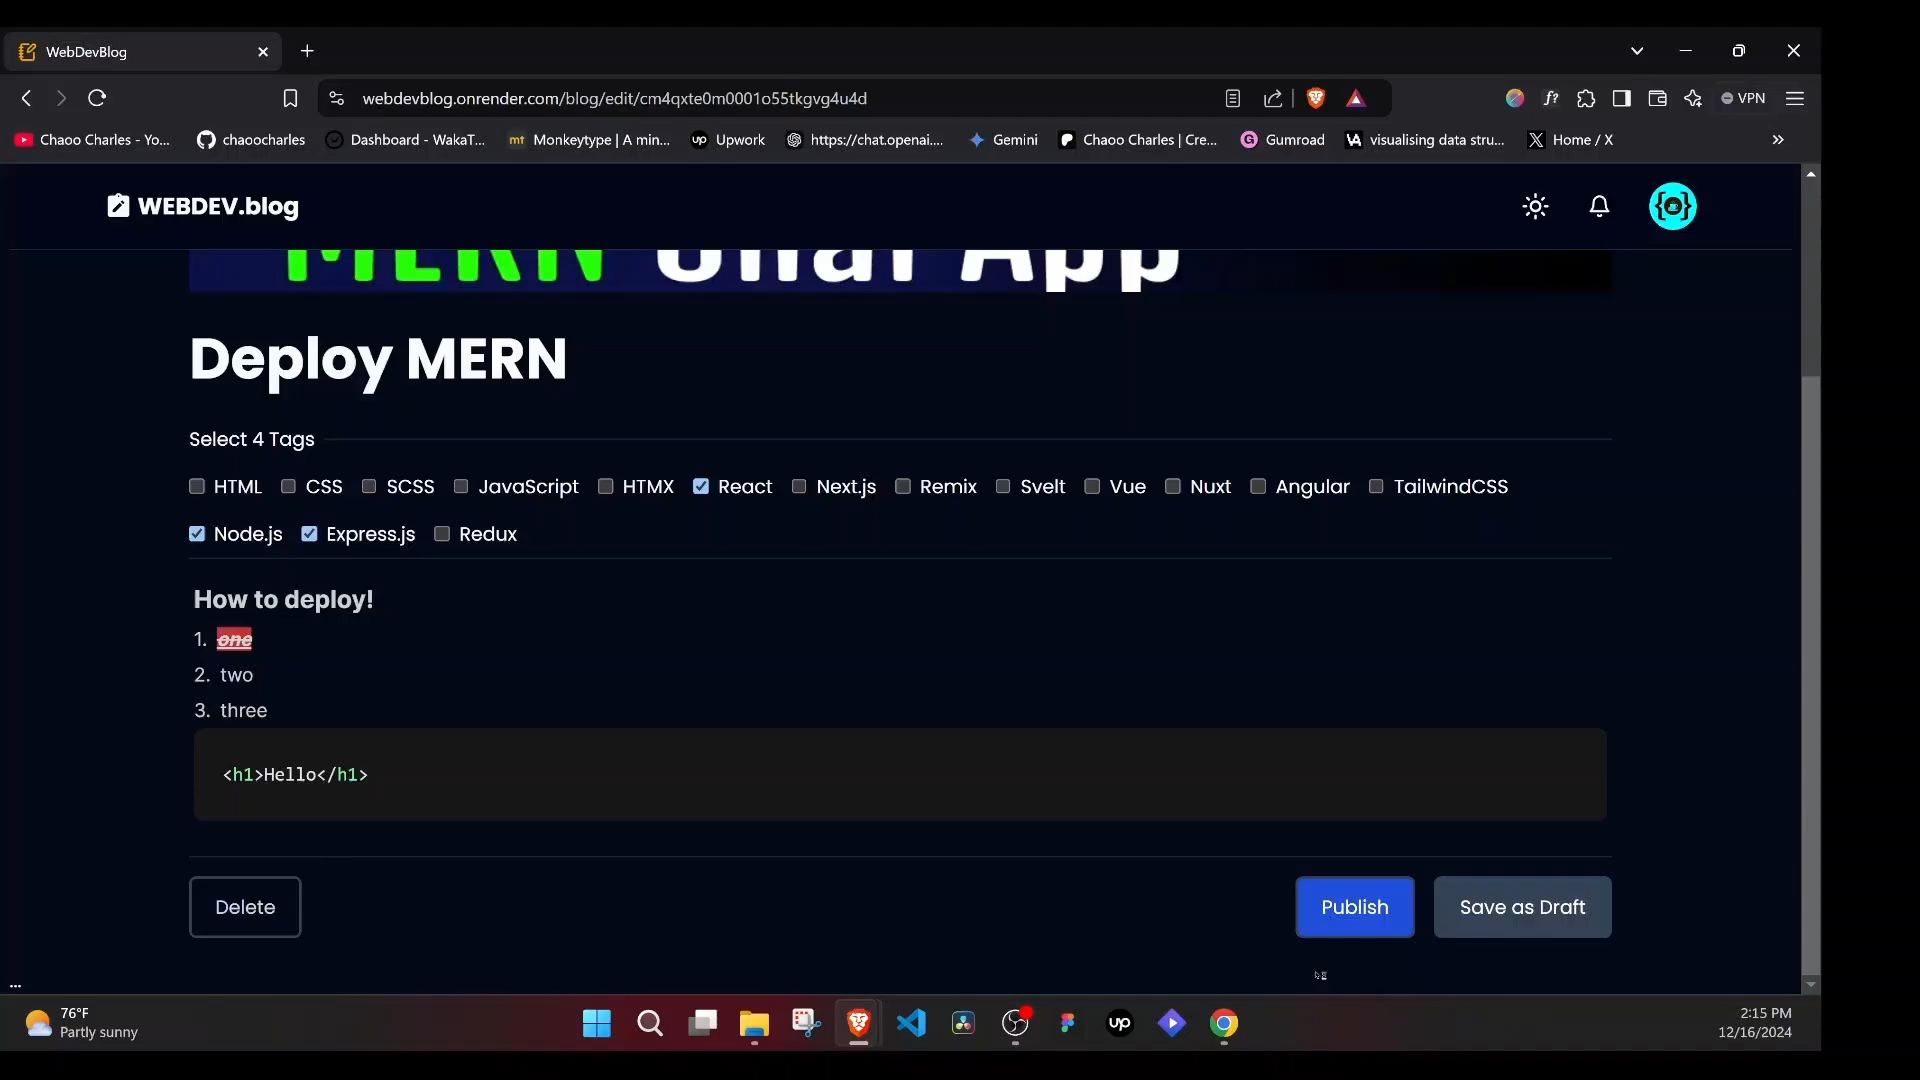 WebDevBlog
webdevblog.onrender.com/blog/edit/cm4qxte0m0001o55tkgvg4u4d
f?
VPN
Chaoo Charles - Yo...
chaoocharles
Dashboard - WakaT...
mt Monkeytype | A min...
up Upwork
https://chat.openai....
Gemini
Chaoo Charles | Cre...
G Gumroad
VA visualising data stru...
X Home / X
WEBDEV.blog
MERN Chat App
Deploy MERN
Select 4 Tags
HTML CSS SCSS JavaScript HTMX React Next.js Remix Svelt Vue Nuxt Angular TailwindCSS
Node.js Express.js Redux
How to deploy!
1. one
2. two
3. three
<h1>Hello</h1>
Delete
Publish
Save as Draft
...
76°F
Partly sunny
up
2:15 PM
12/16/2024